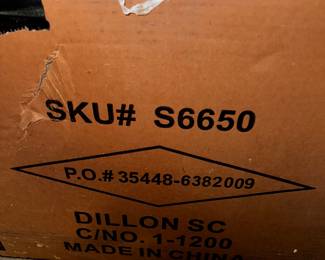 SKU# S6650
P.O.# 35448-6382009
DILLON SC
C/NO. 1-1200
MADE IN CHINA